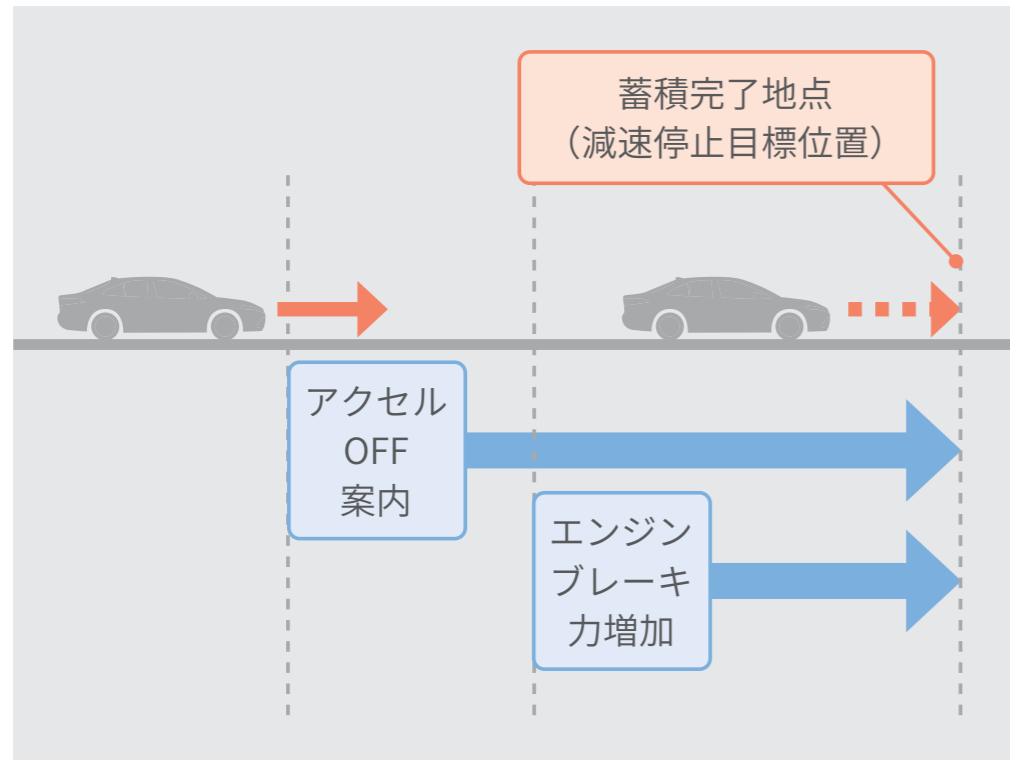 蓄積完了地点
（減速停止目標位置）
アクセル
OFF
案内
エンジン
ブレーキ
力増加